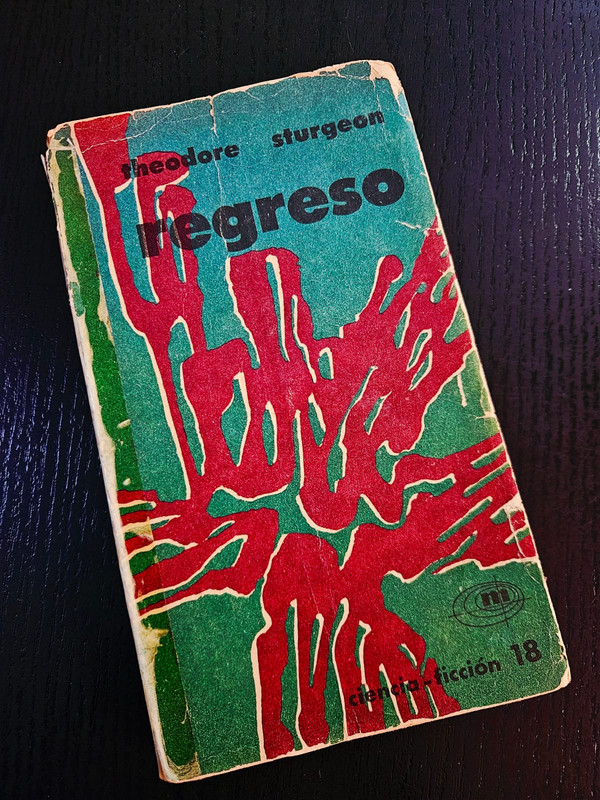 theodore sturgeon
regreso
m
ciencia-ficción 18